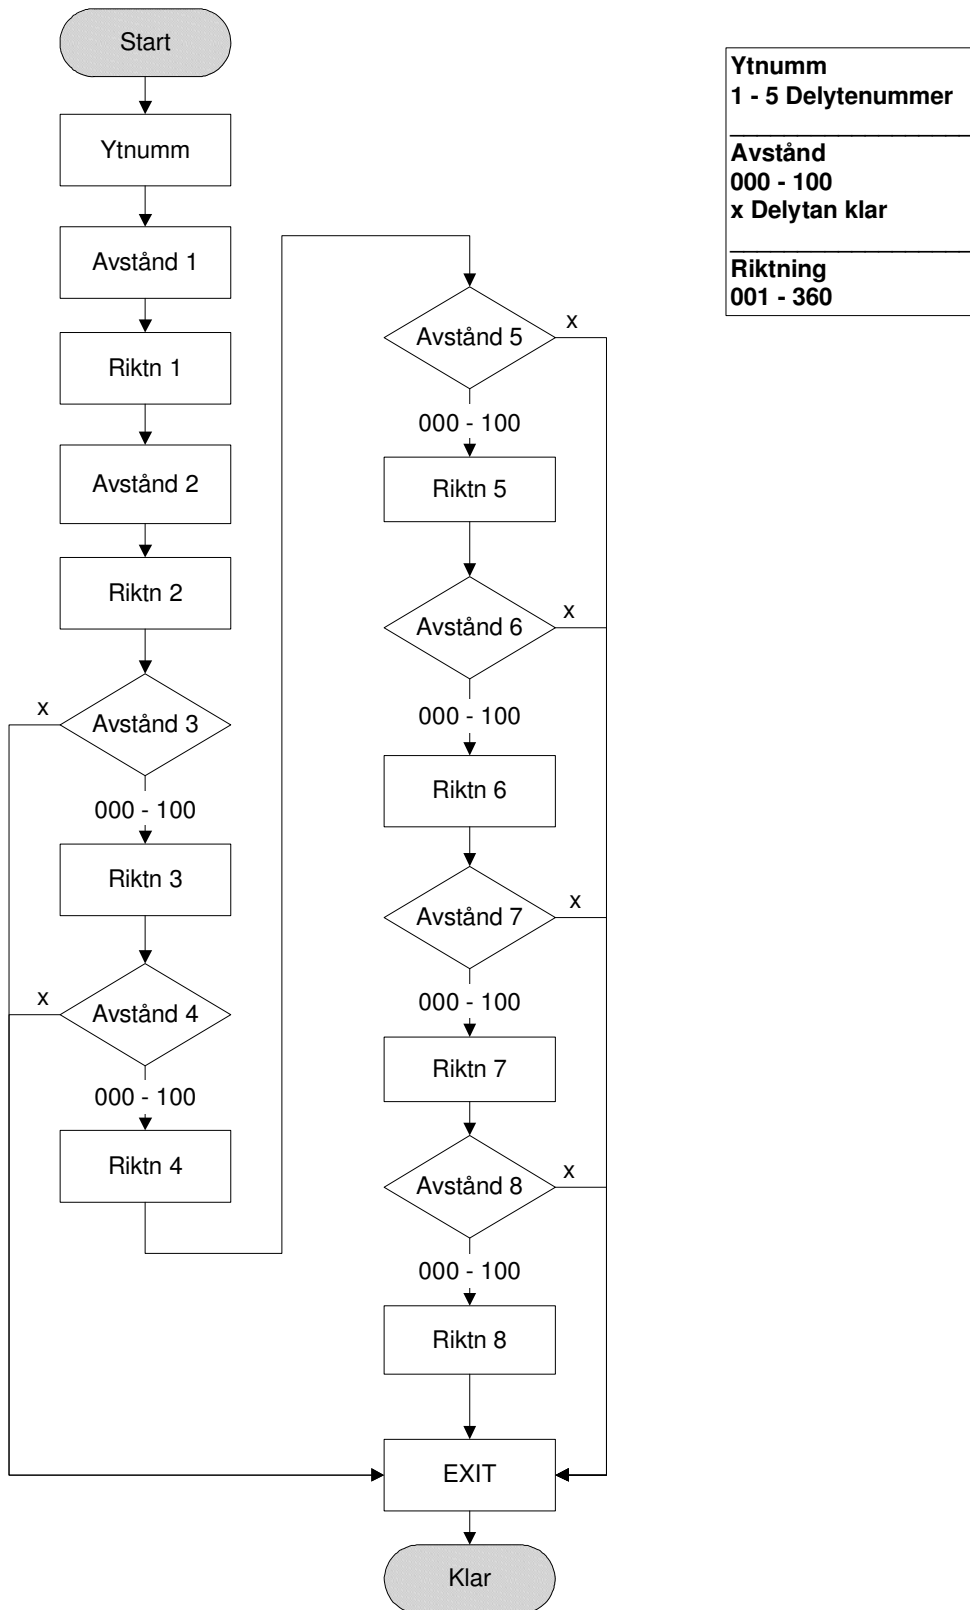 Start
Ytnumm
Avstånd 1
Riktn 1
Avstånd 2
Riktn 2
x
Avstånd 3
000 - 100
Riktn 3
x
Avstånd 4
000 - 100
Riktn 4
Avstånd 5
x
000 - 100
Riktn 5
Avstånd 6
x
000 - 100
Riktn 6
Avstånd 7
x
000 - 100
Riktn 7
Avstånd 8
x
000 - 100
Riktn 8
EXIT
Klar
Ytnumm
1 - 5 Delytenummer
Avstånd
000 - 100
x Delytan klar
Riktning
001 - 360